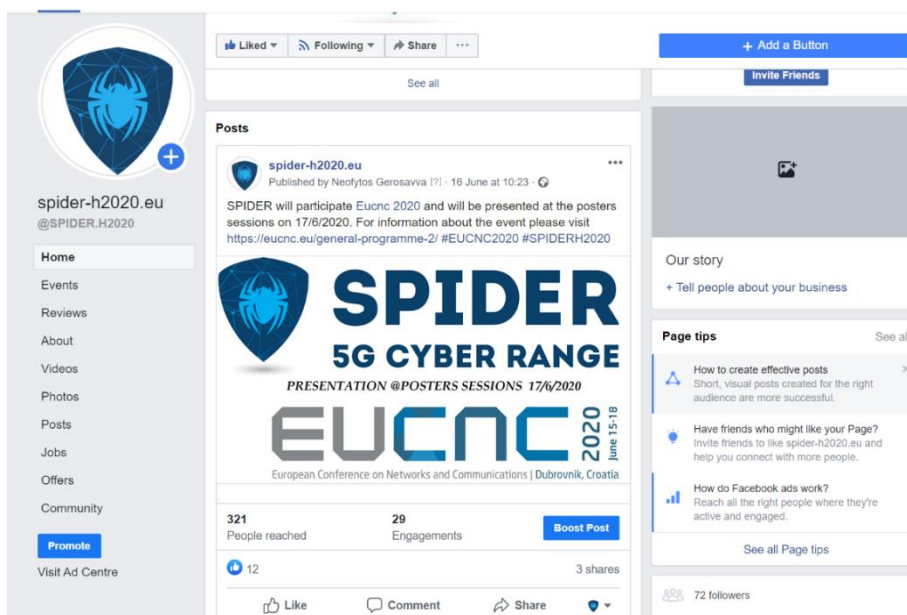 Liked
Following
Share
...
+ Add a Button
See all
Invite Friends
spider-h2020.eu
@SPIDER.H2020
Home
Events
Reviews
About
Videos
Photos
Posts
Jobs
Offers
Community
Promote
Visit Ad Centre
Posts
spider-h2020.eu
Published by Neofytos Gerosavva [?] · 16 June at 10:23 ·
SPIDER will participate Eucnc 2020 and will be presented at the posters
sessions on 17/6/2020. For information about the event please visit
https://eucnc.eu/general-programme-2/ #EUCNC2020 #SPIDERH2020
SPIDER
5G CYBER RANGE
PRESENTATION @POSTERS SESSIONS 17/6/2020
EUCNC
2020
June 15-18
European Conference on Networks and Communications | Dubrovnik, Croatia
321
People reached
29
Engagements
Boost Post
12
3 shares
Like
Comment
Share
Our story
+ Tell people about your business
Page tips
See al
How to create effective posts
Short, visual posts created for the right
audience are more successful.
Have friends who might like your Page?
Invite friends to like spider-h2020.eu and
help you connect with more people.
How do Facebook ads work?
Reach all the right people where they're
active and engaged.
See all Page tips
72 followers